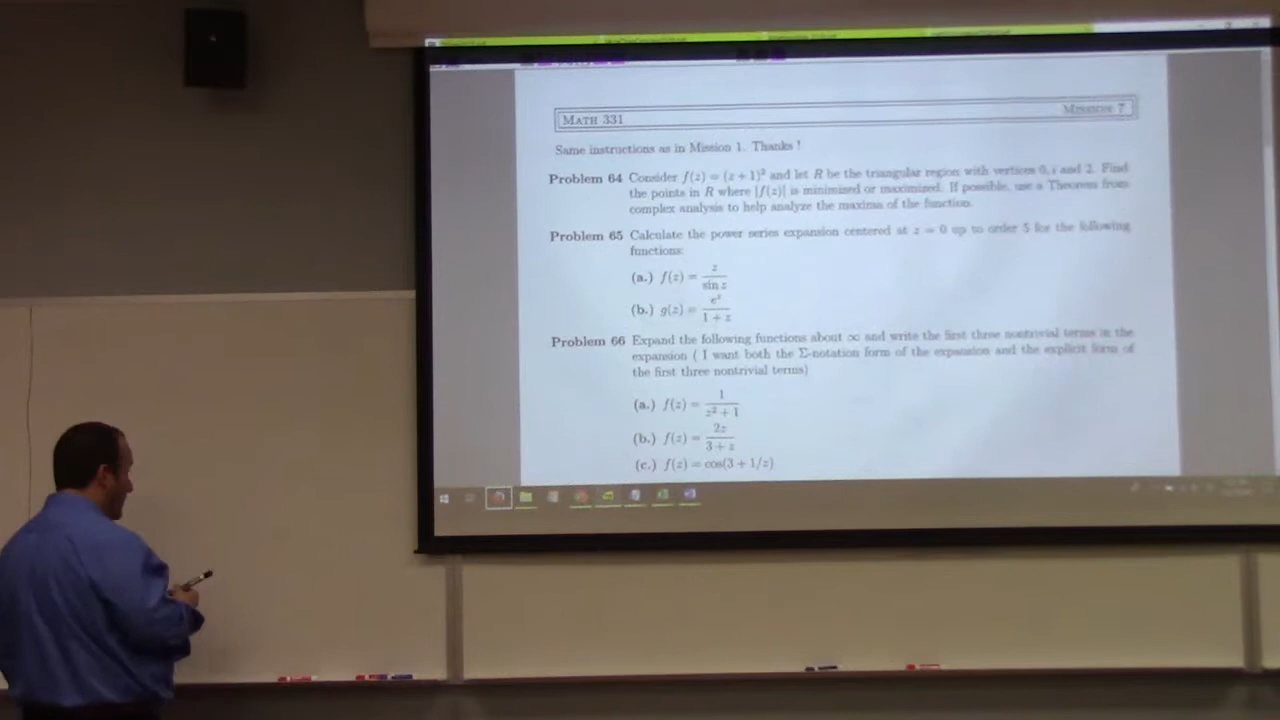 MATH 331
MISSION 7
Same instructions as in Mission 1. Thanks !
Problem 64 Consider f(z) = (z + 1)² and let R be the triangular region with vertices 0, i and 2. Find
the points in R where |f(z)| is minimized or maximized. If possible, use a Theorem from
complex analysis to help analyze the maxima of the function.
Problem 65 Calculate the power series expansion centered at z = 0 up to order 5 for the following
functions:
(a.) f(z) = z / sin z
(b.) g(z) = e^z / 1 + z
Problem 66 Expand the following functions about ∞ and write the first three nontrivial terms in the
expansion ( I want both the Σ-notation form of the expansion and the explicit form of
the first three nontrivial terms)
(a.) f(z) = 1 / z² + 1
(b.) f(z) = 2z / 3 + z
(c.) f(z) = cos(3 + 1/z)